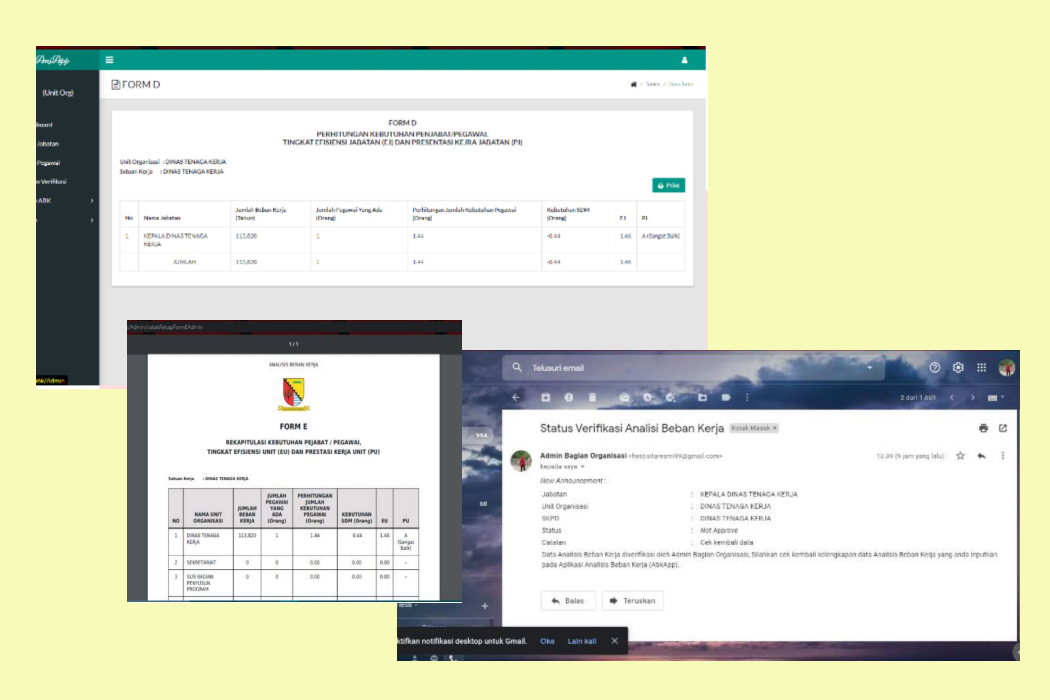 FORM D
(Unit Org)
FORM D
PERHITUNGAN KEBUTUHAN PENJABAT/PEGAWAI,
TINGKAT EFISIENSI JABATAN (EJ) DAN PRESENTASI KEJRA JABATAN (PJ)
Unit Organisasi : DINAS TENAGA KERJA
Satuan Kerja : DINAS TENAGA KERJA
Print
No Nama Jabatan Jumlah Beban Kerja (Tahun) Jumlah Pegawai Yang Ada (Orang) Perhitungan Jumlah Kebutuhan Pegawai (Orang) Kebutuhan SDM (Orang) EJ PJ
1 KEPALA DINAS TENAGA KERJA 113,820 1 1.44 -0.44 1.46 A (Sangat Baik)
JUMLAH 113,820 1 1.44 -0.44 1.46
Jabatan
Pegawai
Verifikasi
ABK
1/1
ANALISIS BEBAN KERJA
FORM E
REKAPITULASI KEBUTUHAN PEJABAT / PEGAWAI,
TINGKAT EFISIENSI UNIT (EU) DAN PRESTASI KERJA UNIT (PU)
Satuan Kerja : DINAS TENAGA KERJA
NO NAMA UNIT ORGANISASI JUMLAH BEBAN KERJA JUMLAH PEGAWAI YANG ADA (Orang) PERHITUNGAN JUMLAH KEBUTUHAN PEGAWAI (Orang) KEBUTUHAN SDM (Orang) EU PU
1 DINAS TENAGA KERJA 113,820 1 1.44 0.44 1.46 A (Sangat Baik)
2 SEKRETARIAT 0 0 0.00 0.00 0.00 -
3 SUB BAGIAN PENYUSUN PROGRAM 0 0 0.00 0.00 0.00 -
Telusuri email
2 dari 1.669
994
Status Verifikasi Analisi Beban Kerja Kotak Masuk ×
Admin Bagian Organisasi <hestisitaresmi99@gmail.com>
13.39 (9 jam yang lalu)
kepada saya
New Announcement :
Jabatan : KEPALA DINAS TENAGA KERJA
Unit Organisasi : DINAS TENAGA KERJA
SKPD : DINAS TENAGA KERJA
Status : Not Approve
Catatan : Cek kembali data
Data Analisis Beban Kerja diverifikasi oleh Admin Bagian Organisasi, Silahkan cek kembali kelengkapan data Analisis Beban Kerja yang anda inputkan
pada Aplikasi Analisis Beban Kerja (AbkApp).
Balas Teruskan
ktifkan notifikasi desktop untuk Gmail. Oke Lain kali